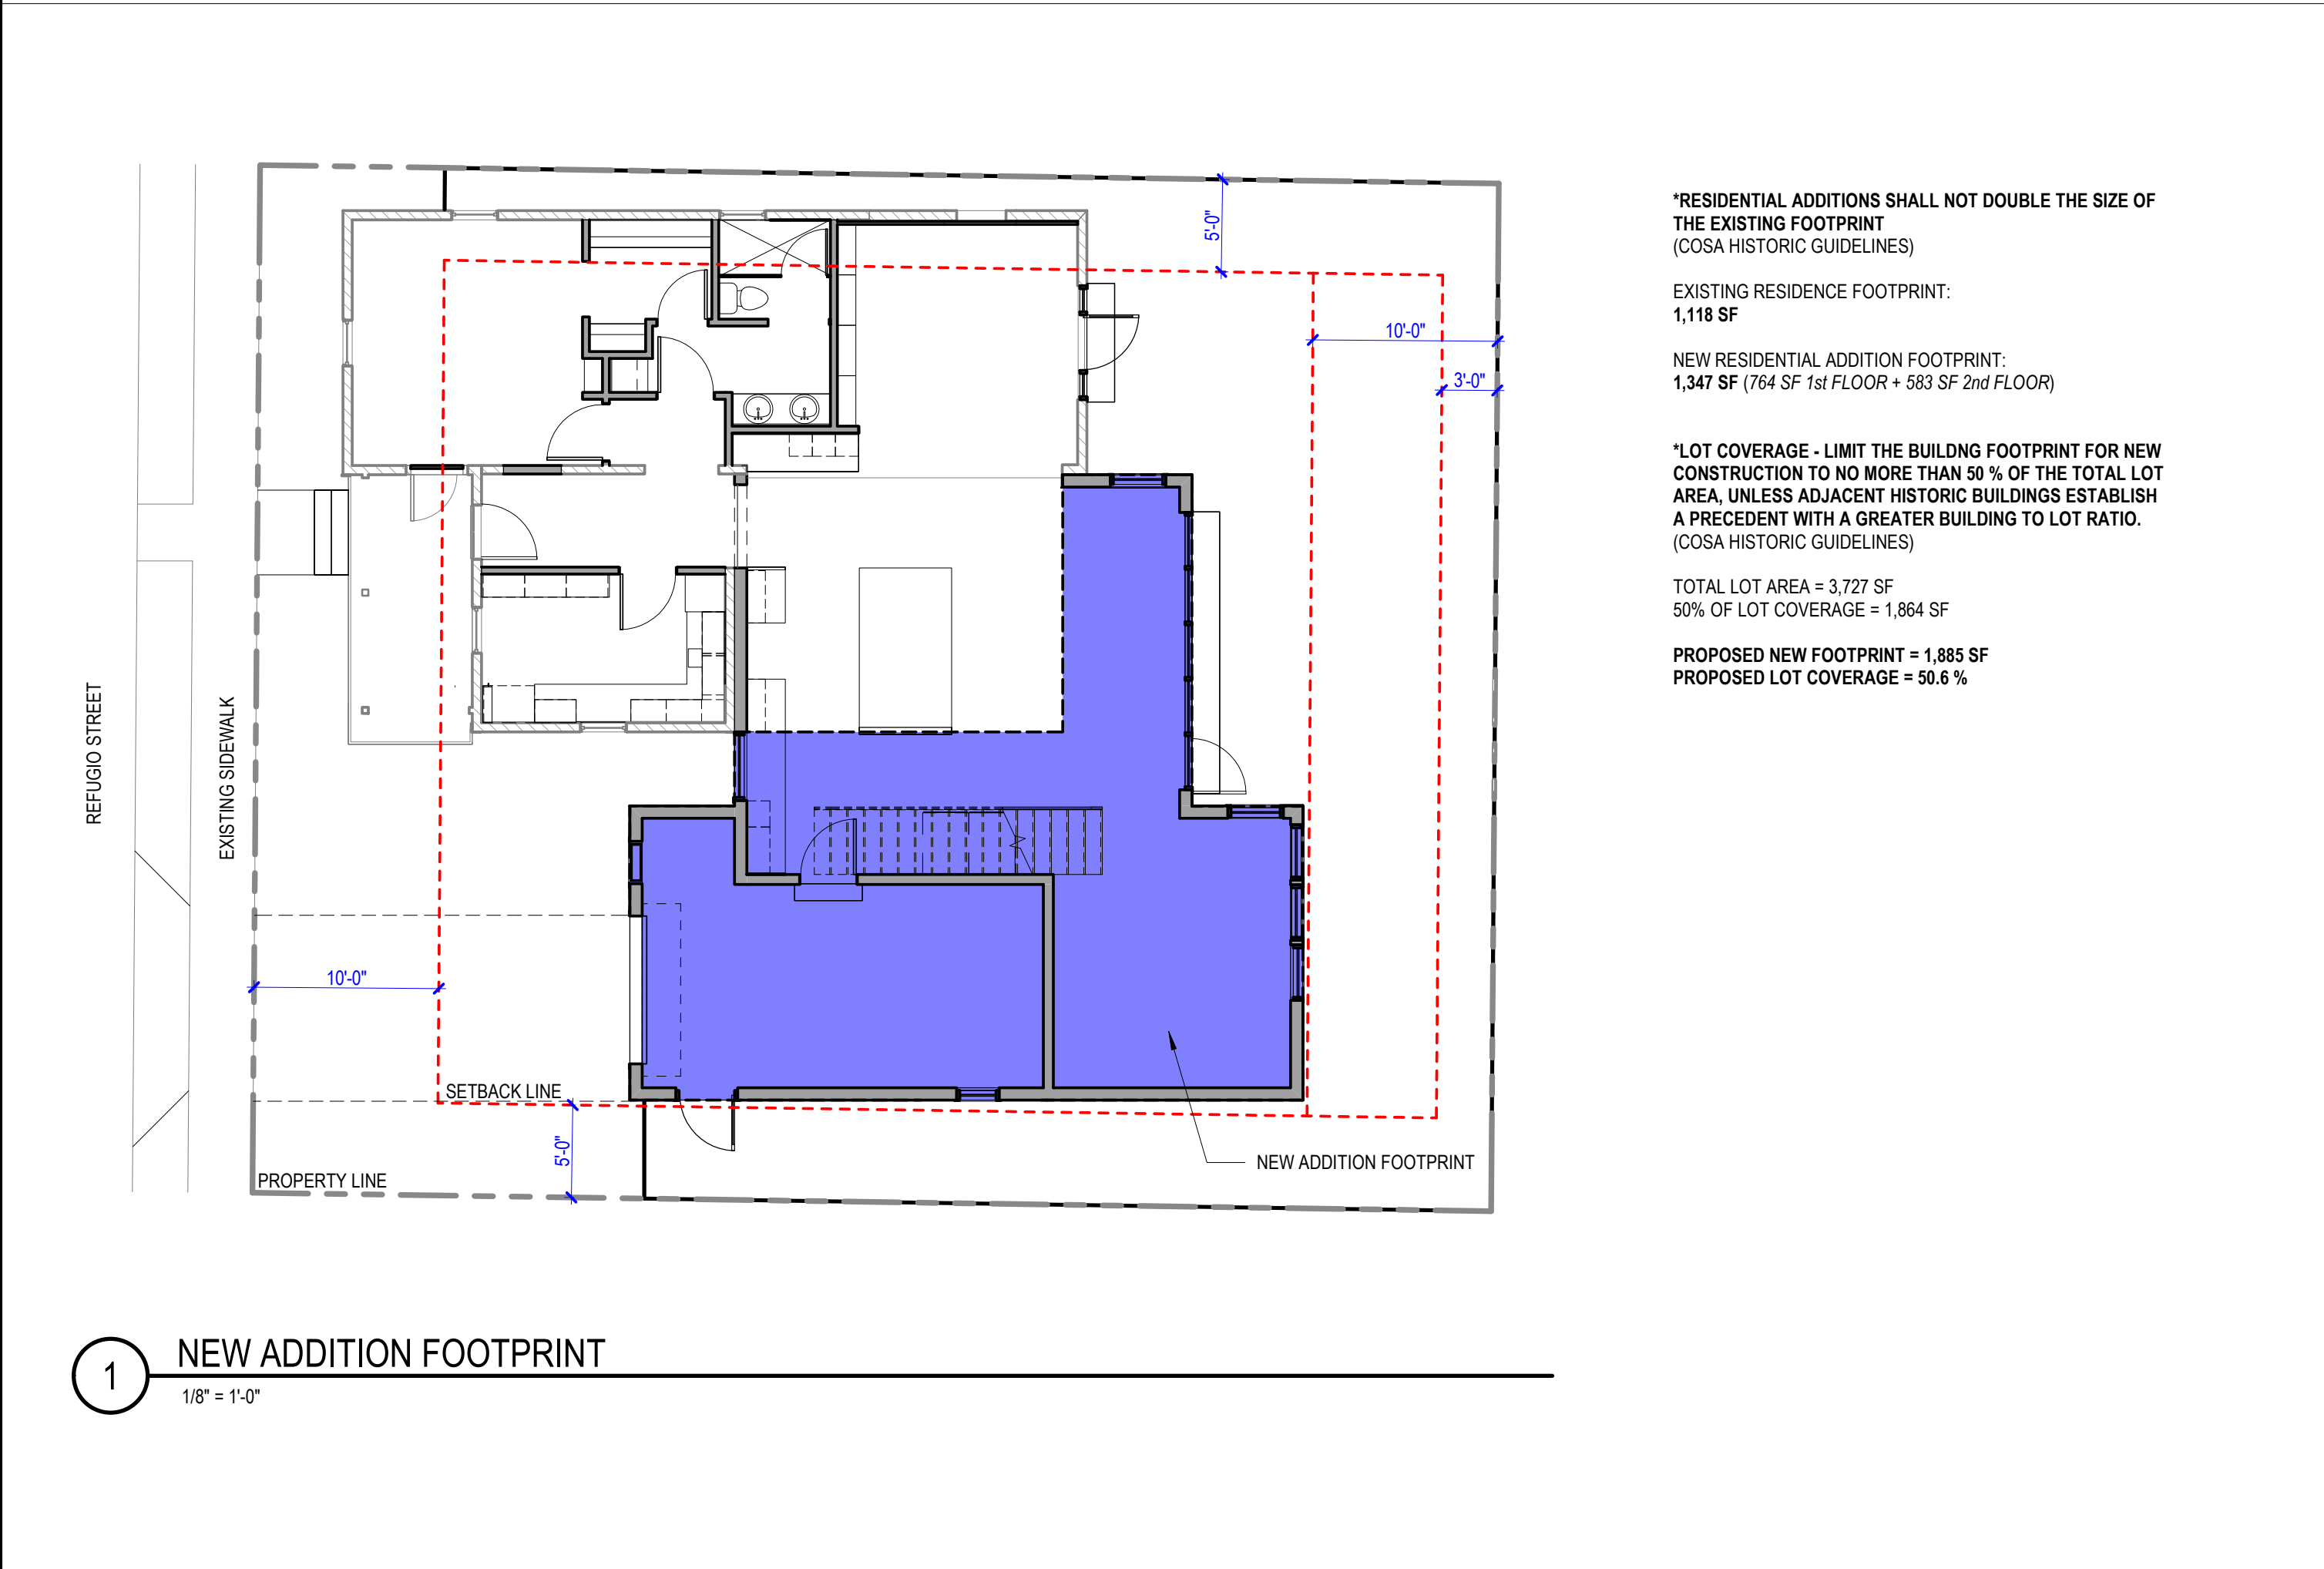 *RESIDENTIAL ADDITIONS SHALL NOT DOUBLE THE SIZE OF
THE EXISTING FOOTPRINT
(COSA HISTORIC GUIDELINES)
EXISTING RESIDENCE FOOTPRINT:
1,118 SF
NEW RESIDENTIAL ADDITION FOOTPRINT:
1,347 SF (764 SF 1st FLOOR + 583 SF 2nd FLOOR)
*LOT COVERAGE - LIMIT THE BUILDNG FOOTPRINT FOR NEW
CONSTRUCTION TO NO MORE THAN 50 % OF THE TOTAL LOT
AREA, UNLESS ADJACENT HISTORIC BUILDINGS ESTABLISH
A PRECEDENT WITH A GREATER BUILDING TO LOT RATIO.
(COSA HISTORIC GUIDELINES)
TOTAL LOT AREA = 3,727 SF
50% OF LOT COVERAGE = 1,864 SF
PROPOSED NEW FOOTPRINT = 1,885 SF
PROPOSED LOT COVERAGE = 50.6 %
5'-0"
10'-0"
3'-0"
REFUGIO STREET
EXISTING SIDEWALK
10'-0"
SETBACK LINE
5'-0"
PROPERTY LINE
NEW ADDITION FOOTPRINT
1
NEW ADDITION FOOTPRINT
1/8" = 1'-0"